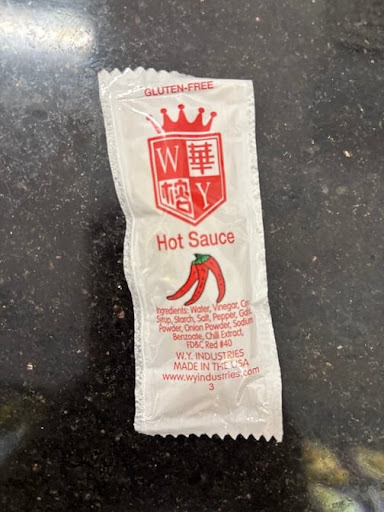 GLUTEN-FREE
W 華
裕 Y
Hot Sauce
Ingredients: Water, Vinegar,
Syrup, Starch, Salt, Pepper,
Powder, Onion Powder, Sodium
Benzoate, Chili Extract,
FD&C Red #40
W.Y. INDUSTRIES
MADE IN THE USA
www.wyindustries.com
3